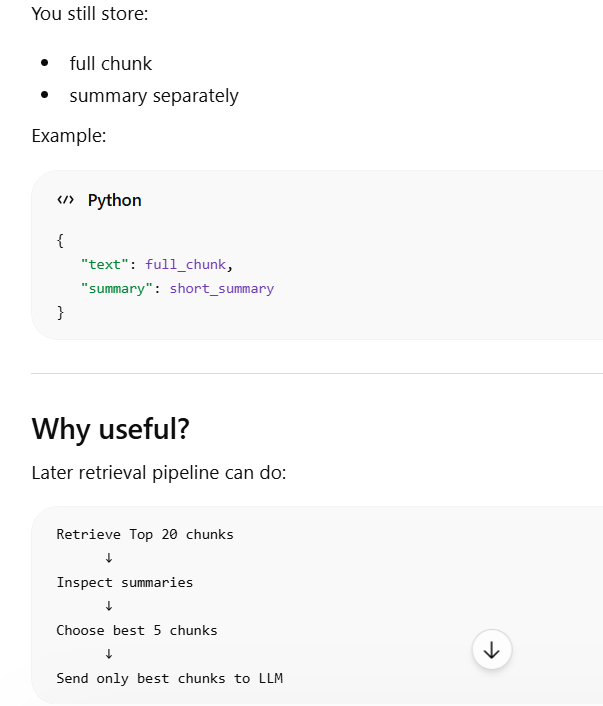 You still store:
• full chunk
• summary separately
Example:
</> Python
{
"text": full_chunk,
"summary": short_summary
}
Why useful?
Later retrieval pipeline can do:
Retrieve Top 20 chunks
↓
Inspect summaries
↓
Choose best 5 chunks
↓
Send only best chunks to LLM